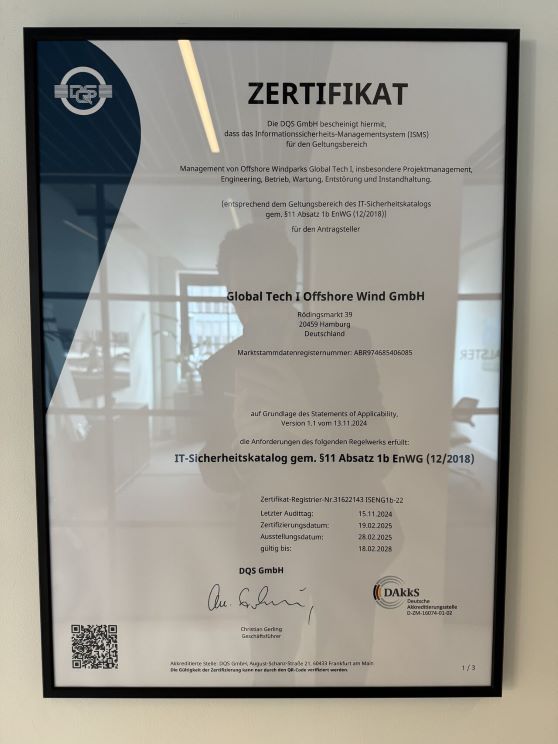 DQS
ZERTIFIKAT
Die DQS GmbH bescheinigt hiermit,
dass das Informationssicherheits-Managementsystem (ISMS)
für den Geltungsbereich
Management von Offshore Windparks Global Tech I, insbesondere Projektmanagement,
Engineering, Betrieb, Wartung, Entstörung und Instandhaltung.
(entsprechend dem Geltungsbereich des IT-Sicherheitskatalogs
gem. §11 Absatz 1b EnWG (12/2018))
für den Antragsteller
Global Tech I Offshore Wind GmbH
Rödingsmarkt 39
20459 Hamburg
Deutschland
Marktstammdatenregisternummer: ABR974685406085
ALSTER
auf Grundlage des Statements of Applicability,
Version 1.1 vom 13.11.2024
die Anforderungen des folgenden Regelwerks erfüllt:
IT-Sicherheitskatalog gem. §11 Absatz 1b EnWG (12/2018)
Zertifikat-Registrier-Nr.31622143 ISENG1b-22
Letzter Audittag: 15.11.2024
Zertifizierungsdatum: 19.02.2025
Ausstellungsdatum: 28.02.2025
gültig bis: 18.02.2028
DQS GmbH
Christian Gerling
Geschäftsführer
DAkkS
Deutsche
Akkreditierungsstelle
D-ZM-16074-01-02
Akkreditierte Stelle: DQS GmbH, August-Schanz-Straße 21, 60433 Frankfurt am Main
Die Gültigkeit der Zertifizierung kann nur durch den QR-Code verifiziert werden.
1 / 3